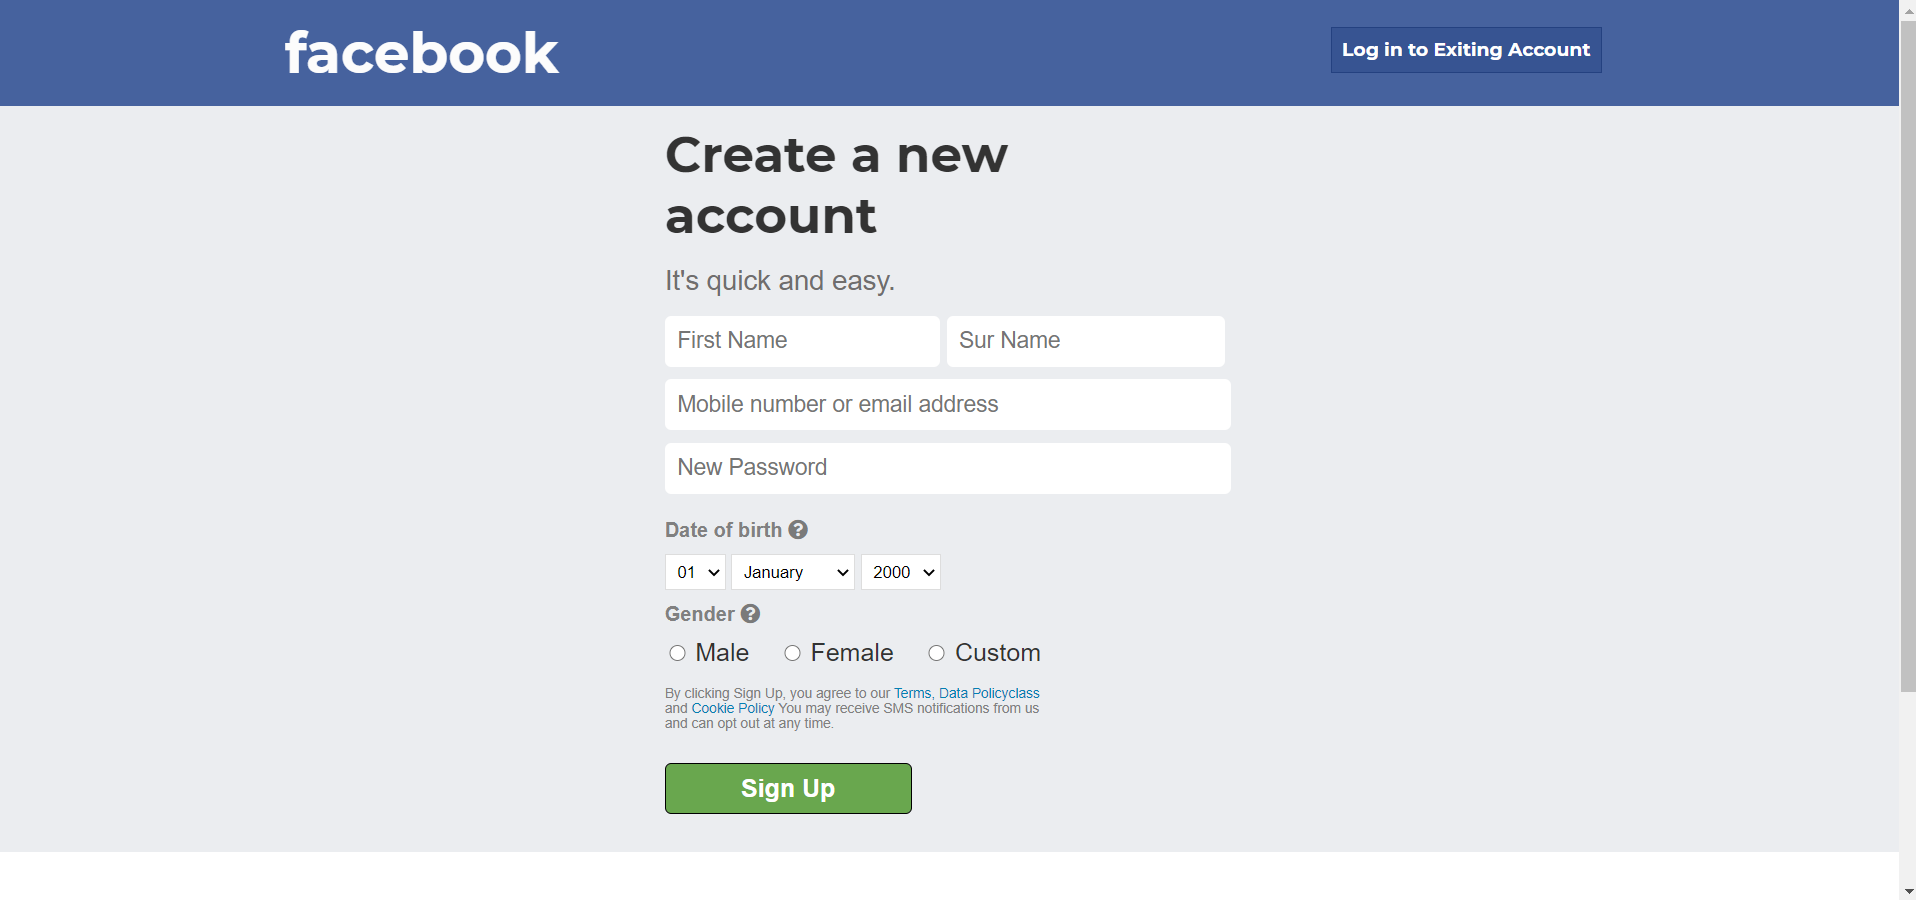 facebook
Log in to Exiting Account
Create a new
account
It's quick and easy.
First Name Sur Name
Mobile number or email address
New Password
Date of birth
01 January 2000
Gender
Male Female Custom
By clicking Sign Up, you agree to our Terms, Data Policyclass
and Cookie Policy You may receive SMS notifications from us
and can opt out at any time.
Sign Up